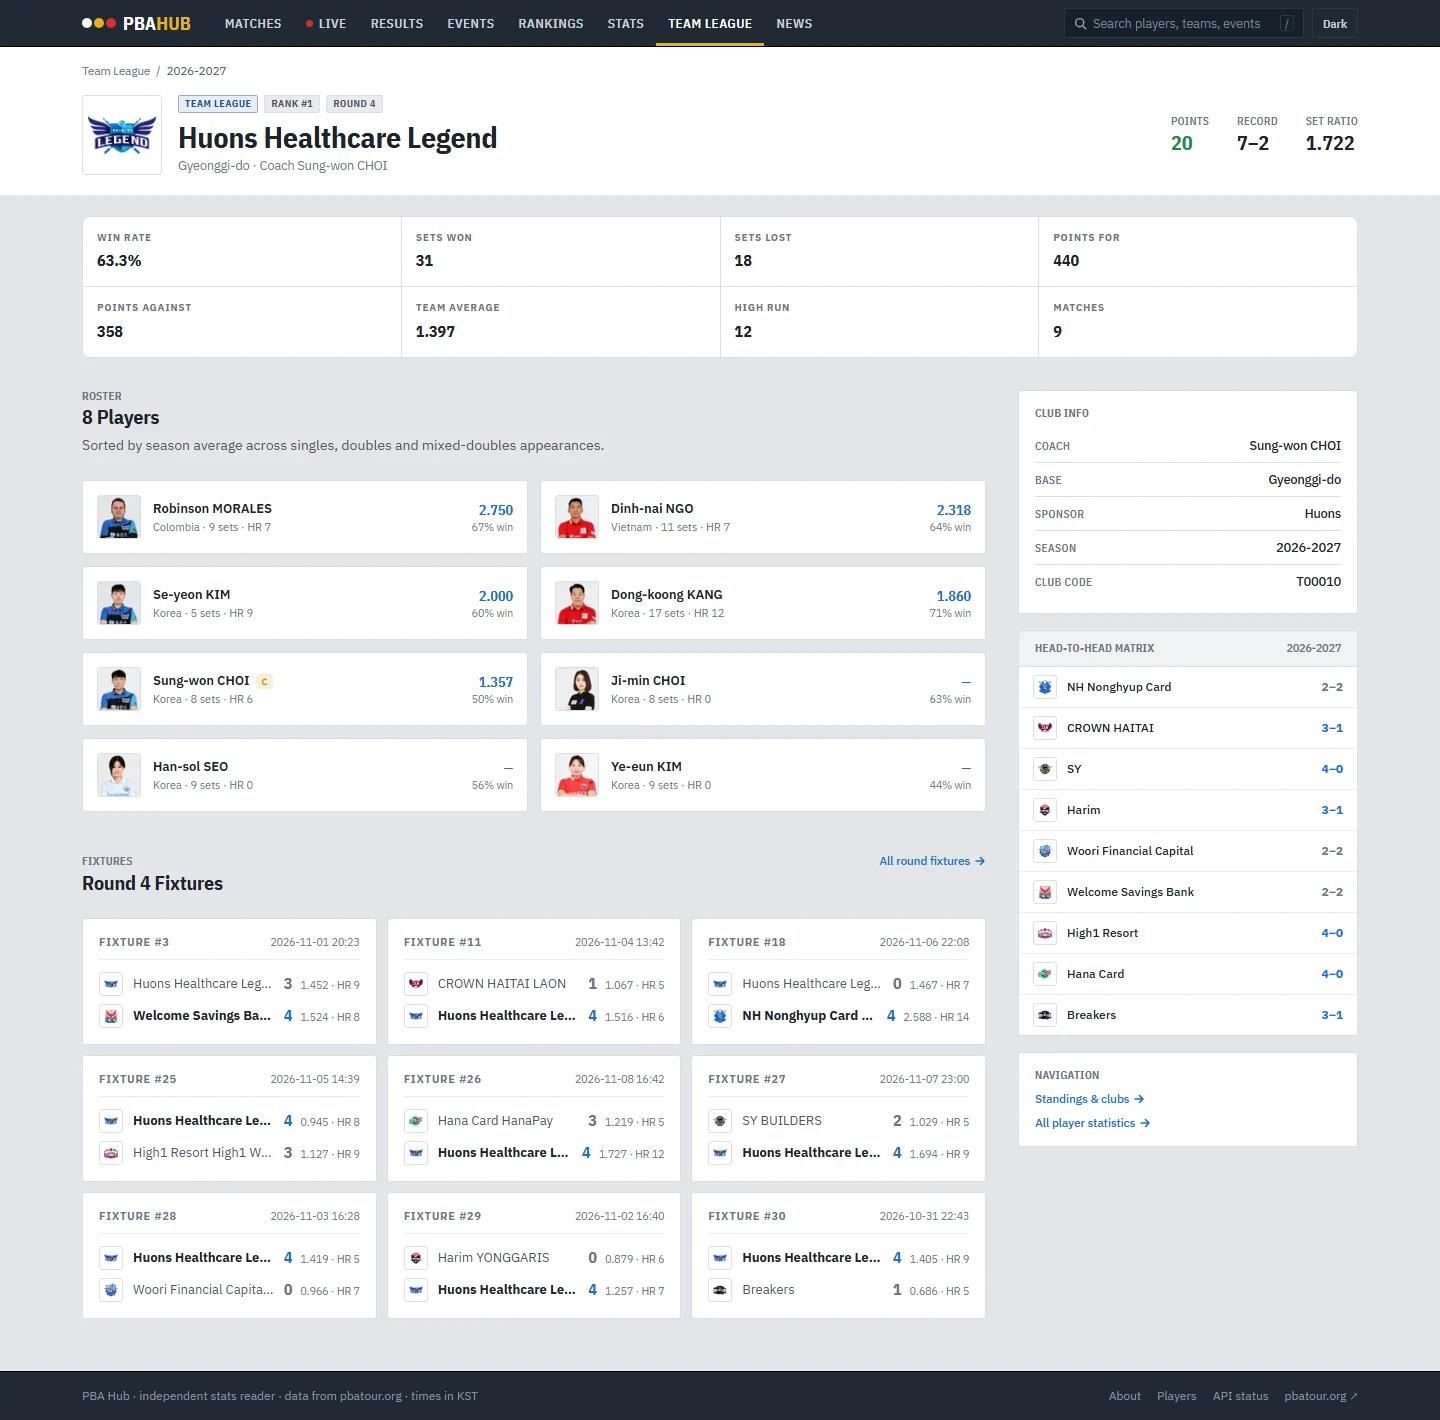 PBAHUB MATCHES LIVE RESULTS EVENTS RANKINGS STATS TEAM LEAGUE NEWS Search players, teams, events / Dark
Team League / 2026-2027
TEAM LEAGUE RANK #1 ROUND 4
Huons Healthcare Legend
Gyeonggi-do · Coach Sung-won CHOI
LEGEND
POINTS RECORD SET RATIO
20 7–2 1.722
WIN RATE SETS WON SETS LOST POINTS FOR
63.3% 31 18 440
POINTS AGAINST TEAM AVERAGE HIGH RUN MATCHES
358 1.397 12 9
ROSTER
8 Players
Sorted by season average across singles, doubles and mixed-doubles appearances.
Robinson MORALES 2.750
Colombia · 9 sets · HR 7 67% win
Dinh-nai NGO 2.318
Vietnam · 11 sets · HR 7 64% win
Se-yeon KIM 2.000
Korea · 5 sets · HR 9 60% win
Dong-koong KANG 1.860
Korea · 17 sets · HR 12 71% win
Sung-won CHOI C 1.357
Korea · 8 sets · HR 6 50% win
Ji-min CHOI —
Korea · 8 sets · HR 0 63% win
Han-sol SEO —
Korea · 9 sets · HR 0 56% win
Ye-eun KIM —
Korea · 9 sets · HR 0 44% win
FIXTURES All round fixtures →
Round 4 Fixtures
FIXTURE #3 2026-11-01 20:23
Huons Healthcare Leg... 3 1.452 · HR 9
Welcome Savings Ba... 4 1.524 · HR 8
FIXTURE #11 2026-11-04 13:42
CROWN HAITAI LAON 1 1.067 · HR 5
Huons Healthcare Le... 4 1.516 · HR 6
FIXTURE #18 2026-11-06 22:08
Huons Healthcare Leg... 0 1.467 · HR 7
NH Nonghyup Card ... 4 2.588 · HR 14
FIXTURE #25 2026-11-05 14:39
Huons Healthcare Le... 4 0.945 · HR 8
High1 Resort High1 W... 3 1.127 · HR 9
FIXTURE #26 2026-11-08 16:42
Hana Card HanaPay 3 1.219 · HR 5
Huons Healthcare L... 4 1.727 · HR 12
FIXTURE #27 2026-11-07 23:00
SY BUILDERS 2 1.029 · HR 5
Huons Healthcare Le... 4 1.694 · HR 9
FIXTURE #28 2026-11-03 16:28
Huons Healthcare Le... 4 1.419 · HR 5
Woori Financial Capita... 0 0.966 · HR 7
FIXTURE #29 2026-11-02 16:40
Harim YONGGARIS 0 0.879 · HR 6
Huons Healthcare Le... 4 1.257 · HR 7
FIXTURE #30 2026-10-31 22:43
Huons Healthcare Le... 4 1.405 · HR 9
Breakers 1 0.686 · HR 5
CLUB INFO
COACH Sung-won CHOI
BASE Gyeonggi-do
SPONSOR Huons
SEASON 2026-2027
CLUB CODE T00010
HEAD-TO-HEAD MATRIX 2026-2027
NH Nonghyup Card 2–2
CROWN HAITAI 3–1
SY 4–0
Harim 3–1
Woori Financial Capital 2–2
Welcome Savings Bank 2–2
High1 Resort 4–0
Hana Card 4–0
Breakers 3–1
NAVIGATION
Standings & clubs →
All player statistics →
PBA Hub · independent stats reader · data from pbatour.org · times in KST About Players API status pbatour.org ↗